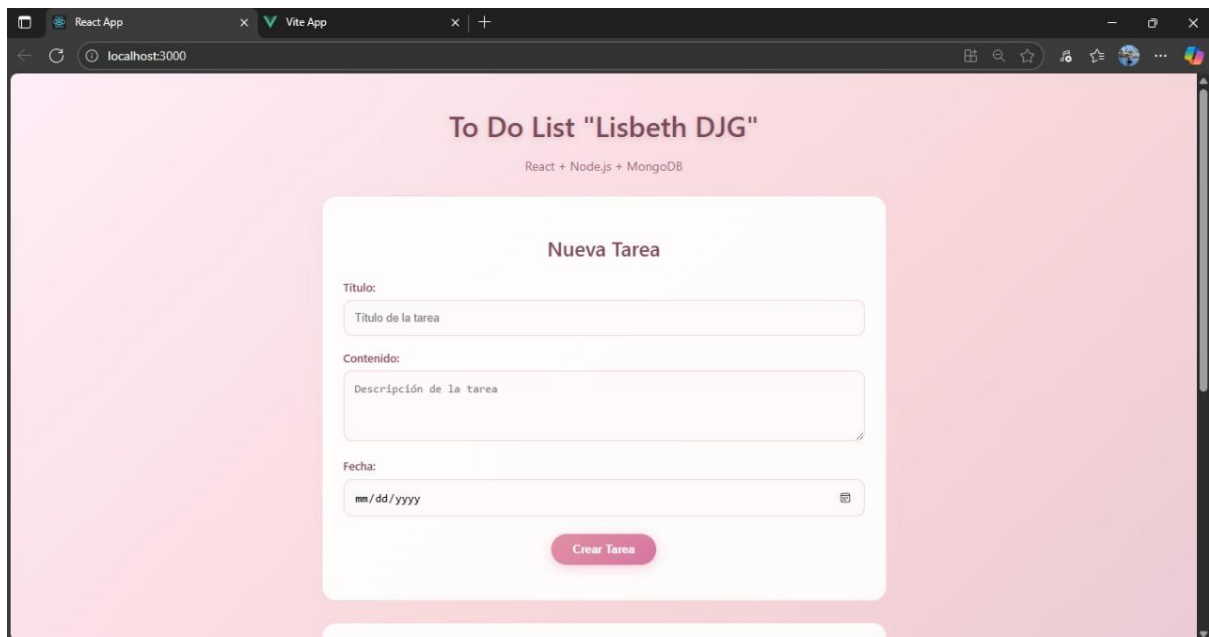 React App
Vite App
localhost:3000
To Do List "Lisbeth DJG"
React + Node.js + MongoDB
Nueva Tarea
Título:
Título de la tarea
Contenido:
Descripción de la tarea
Fecha:
mm/dd/yyyy
Crear Tarea